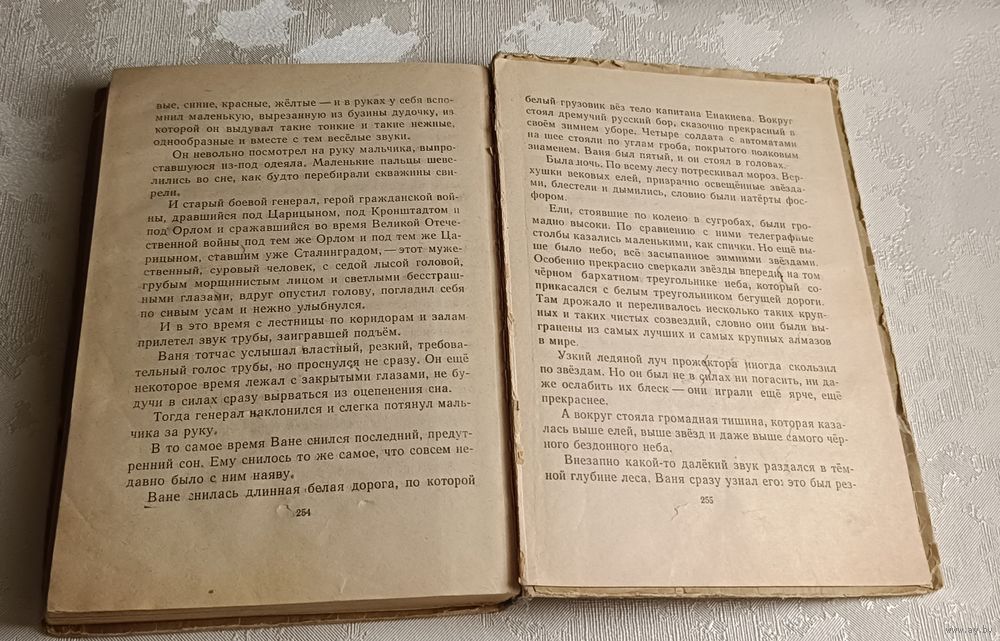 вые, синие, красные, жёлтые — и в руках у себя вспо-
мнил маленькую, вырезанную из бузины дудочку, из
которой он выдувал такие тонкие и такие нежные,
однообразные и вместе с тем весёлые звуки.
Он невольно посмотрел на руку мальчика, выпро-
ставшуюся из-под одеяла. Маленькие пальцы шеве-
лились во сне, как будто перебирали скважины сви-
рели.
И старый боевой генерал, герой гражданской вой-
ны, дравшийся под Царицыном, под Кронштадтом и
под Орлом и сражавшийся во время Великой Отече-
ственной войны под тем же Орлом и под тем же Ца-
рицыном, ставшим уже Сталинградом, — этот муже-
ственный, суровый человек, с седой лысой головой,
грубым морщинистым лицом и светлыми бесстраш-
ными глазами, вдруг опустил голову, погладил себя
по сивым усам и нежно улыбнулся.
И в это время с лестницы по коридорам и залам
прилетел звук трубы, заигравшей подъём.
Ваня тотчас услышал властный, резкий, требова-
тельный голос трубы, но проснулся не сразу. Он ещё
некоторое время лежал с закрытыми глазами, не бу-
дучи в силах сразу вырваться из оцепенения сна.
Тогда генерал наклонился и слегка потянул маль-
чика за руку.
В то самое время Ване снился последний, предут-
ренний сон. Ему снилось то же самое, что совсем не-
давно было с ним наяву.
Ване снилась длинная белая дорога, по которой
254
белый грузовик вёз тело капитана Енакиева. Вокруг
стоял дремучий русский бор, сказочно прекрасный в
своём зимнем уборе. Четыре солдата с автоматами
на шее стояли по углам гроба, покрытого полковым
знаменем. Ваня был пятый, и он стоял в головах.
Была ночь. По всему лесу потрескивал мороз. Вер-
хушки вековых елей, призрачно освещённые звёзда-
ми, блестели и дымились, словно были натёрты фос-
фором.
Ели, стоявшие по колено в сугробах, были гро-
мадно высоки. По сравнению с ними телеграфные
столбы казались маленькими, как спички. Но ещё вы-
ше было небо, всё засыпанное зимними звёздами.
Особенно прекрасно сверкали звёзды впереди, на том
чёрном бархатном треугольнике неба, который со-
прикасался с белым треугольником бегущей дороги.
Там дрожало и переливалось несколько таких круп-
ных и таких чистых созвездий, словно они были вы-
гранены из самых лучших и самых крупных алмазов
в мире.
Узкий ледяной луч прожектора иногда скользил
по звёздам. Но он был не в силах ни погасить, ни да-
же ослабить их блеск — они играли ещё ярче, ещё
прекраснее.
А вокруг стояла громадная тишина, которая каза-
лась выше елей, выше звёзд и даже выше самого чёр-
ного бездонного неба.
Внезапно какой-то далёкий звук раздался в тём-
ной глубине леса. Ваня сразу узнал его: это был рез-
255
www.ay.by